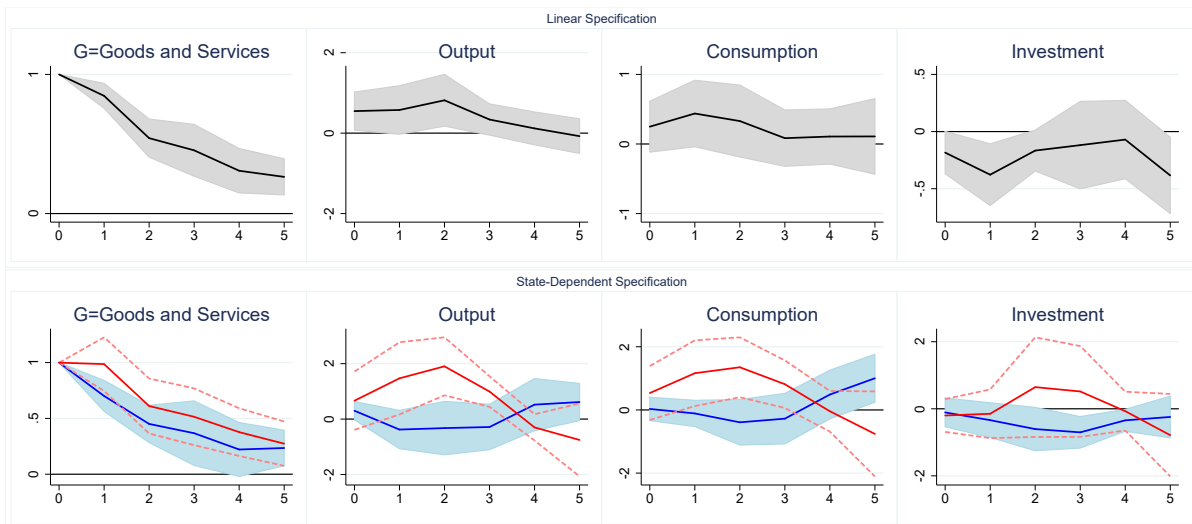 Linear Specification
G=Goods and Services
Output
Consumption
Investment
1
0
0 1 2 3 4 5
2
0
-2
0 1 2 3 4 5
1
0
-1
0 1 2 3 4 5
.5
0
-.5
0 1 2 3 4 5
State-Dependent Specification
G=Goods and Services
Output
Consumption
Investment
1
.5
0
0 1 2 3 4 5
2
0
-2
0 1 2 3 4 5
2
0
-2
0 1 2 3 4 5
2
0
-2
0 1 2 3 4 5